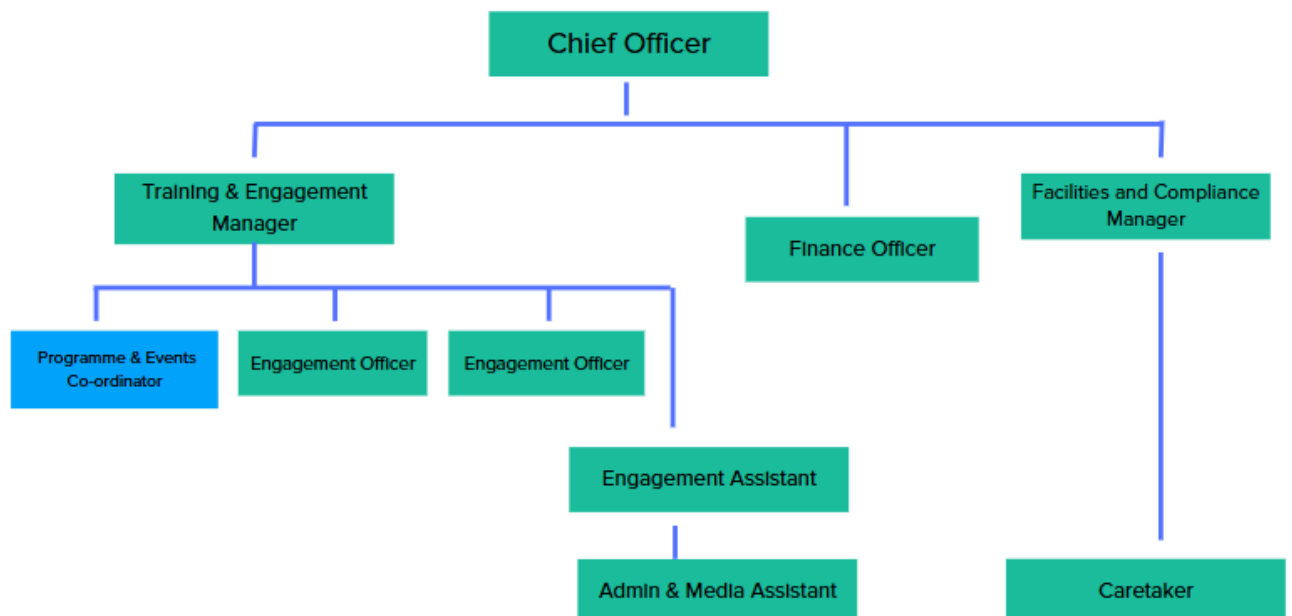 Chief Officer
Training & Engagement
Manager
Facilities and Compliance
Manager
Finance Officer
Programme & Events
Co-ordinator
Engagement Officer
Engagement Officer
Engagement Assistant
Admin & Media Assistant
Caretaker